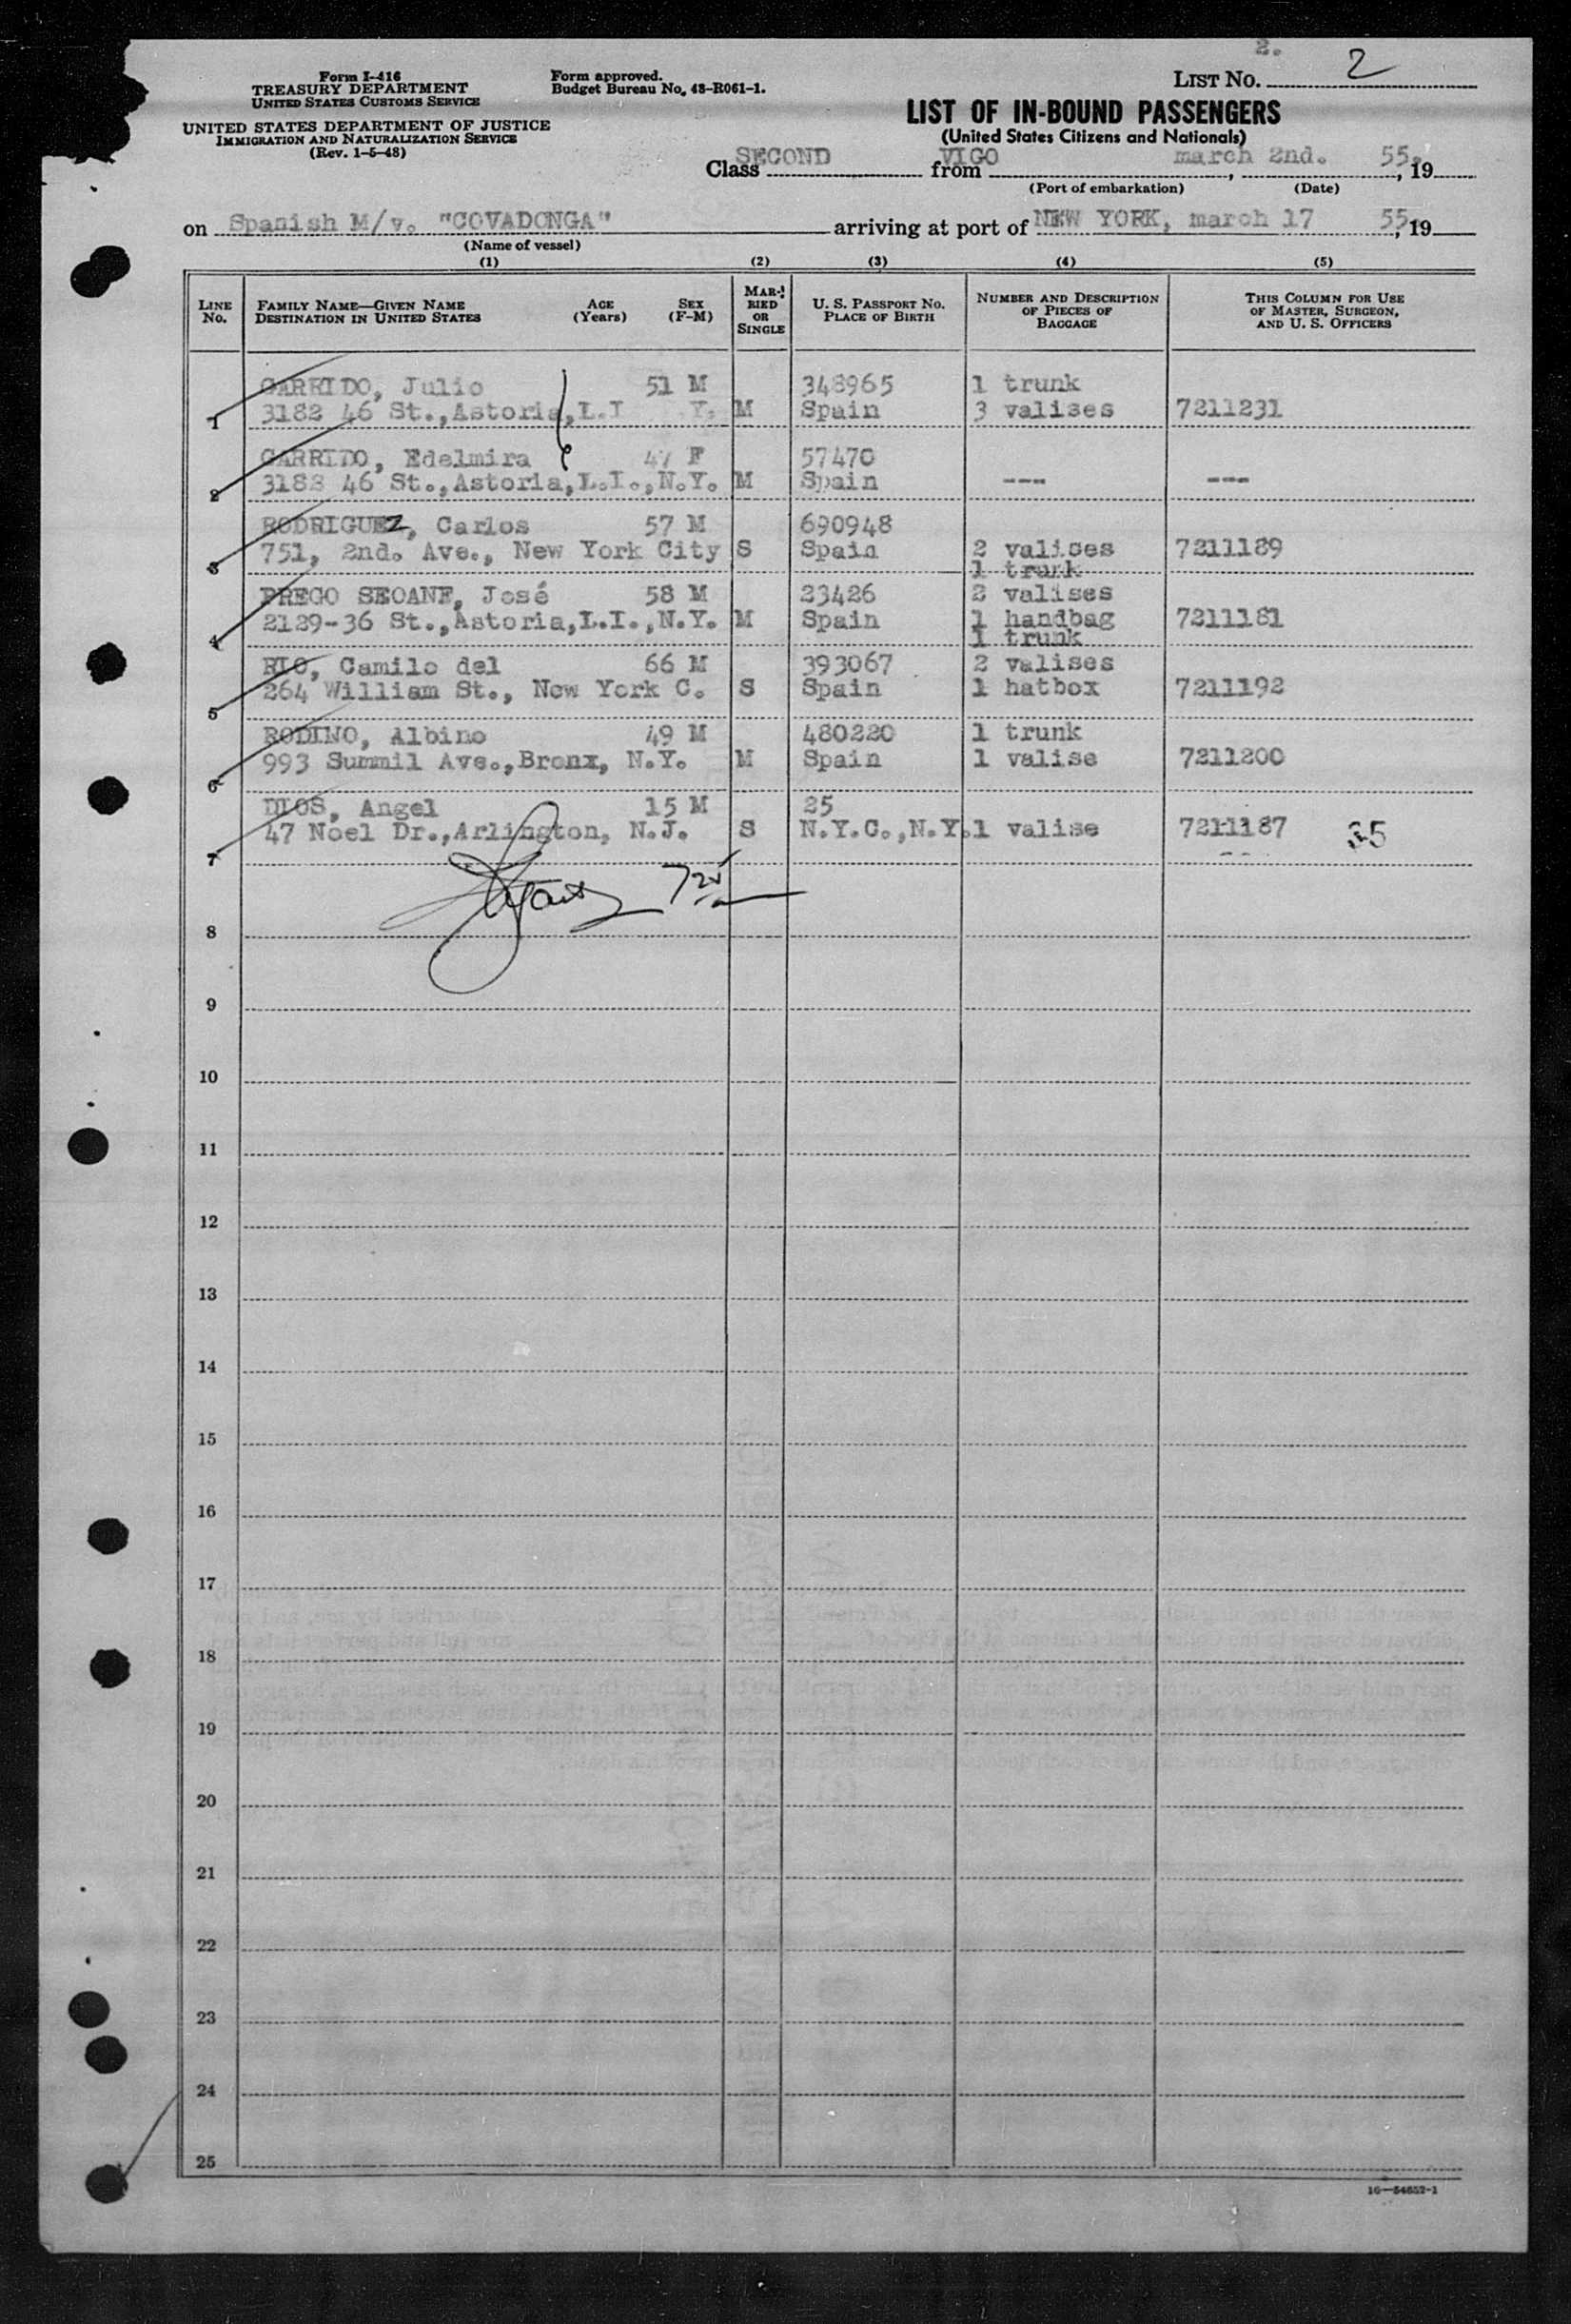 2.
Form I-416
TREASURY DEPARTMENT
UNITED STATES CUSTOMS SERVICE
Form approved.
Budget Bureau No. 43-R061-1.
LIST NO. 2
UNITED STATES DEPARTMENT OF JUSTICE
IMMIGRATION AND NATURALIZATION SERVICE
(Rev. 1-5-48)
LIST OF IN-BOUND PASSENGERS
(United States Citizens and Nationals)
Class SECOND from VIGO march 2nd. 55., 19
(Port of embarkation) (Date)
on Spanish M/v. "COVADONGA" arriving at port of NEW YORK, march 17 55., 19
(Name of vessel)
(1) (2) (3) (4) (5)
LINE NO. FAMILY NAME—GIVEN NAME DESTINATION IN UNITED STATES AGE (Years) SEX (F-M) MARRIED OR SINGLE U. S. PASSPORT NO. PLACE OF BIRTH NUMBER AND DESCRIPTION OF PIECES OF BAGGAGE THIS COLUMN FOR USE OF MASTER, SURGEON, AND U. S. OFFICERS
GARRIDO, Julio 51 M 348965 1 trunk
1 3182 46 St.,Astoria,L.I Y. M Spain 3 valises 7211231
GARRIDO, Edelmira 47 F 57470
2 3182 46 St.,Astoria,L.I.,N.Y. M Spain --- ---
RODRIGUEZ, Carlos 57 M 690948
3 751, 2nd. Ave., New York City S Spain 2 valises 7211189
1 trunk
PREGO SEOANE, José 58 M 23426 2 valises
4 2129-36 St.,Astoria,L.I.,N.Y. M Spain 1 handbag 7211181
1 trunk
RIO, Camilo del 66 M 393067 2 valises
5 264 William St., New York C. S Spain 1 hatbox 7211192
RODINO, Albino 49 M 480220 1 trunk
6 993 Summil Ave.,Bronx, N.Y. M Spain 1 valise 7211200
DIOS, Angel 15 M 25
7 47 Noel Dr.,Arlington, N.J. S N.Y.C.,N.Y. 1 valise 7211187
8
9
10
11
12
13
14
15
16
17
18
19
20
21
22
23
24
25
16—54652-1